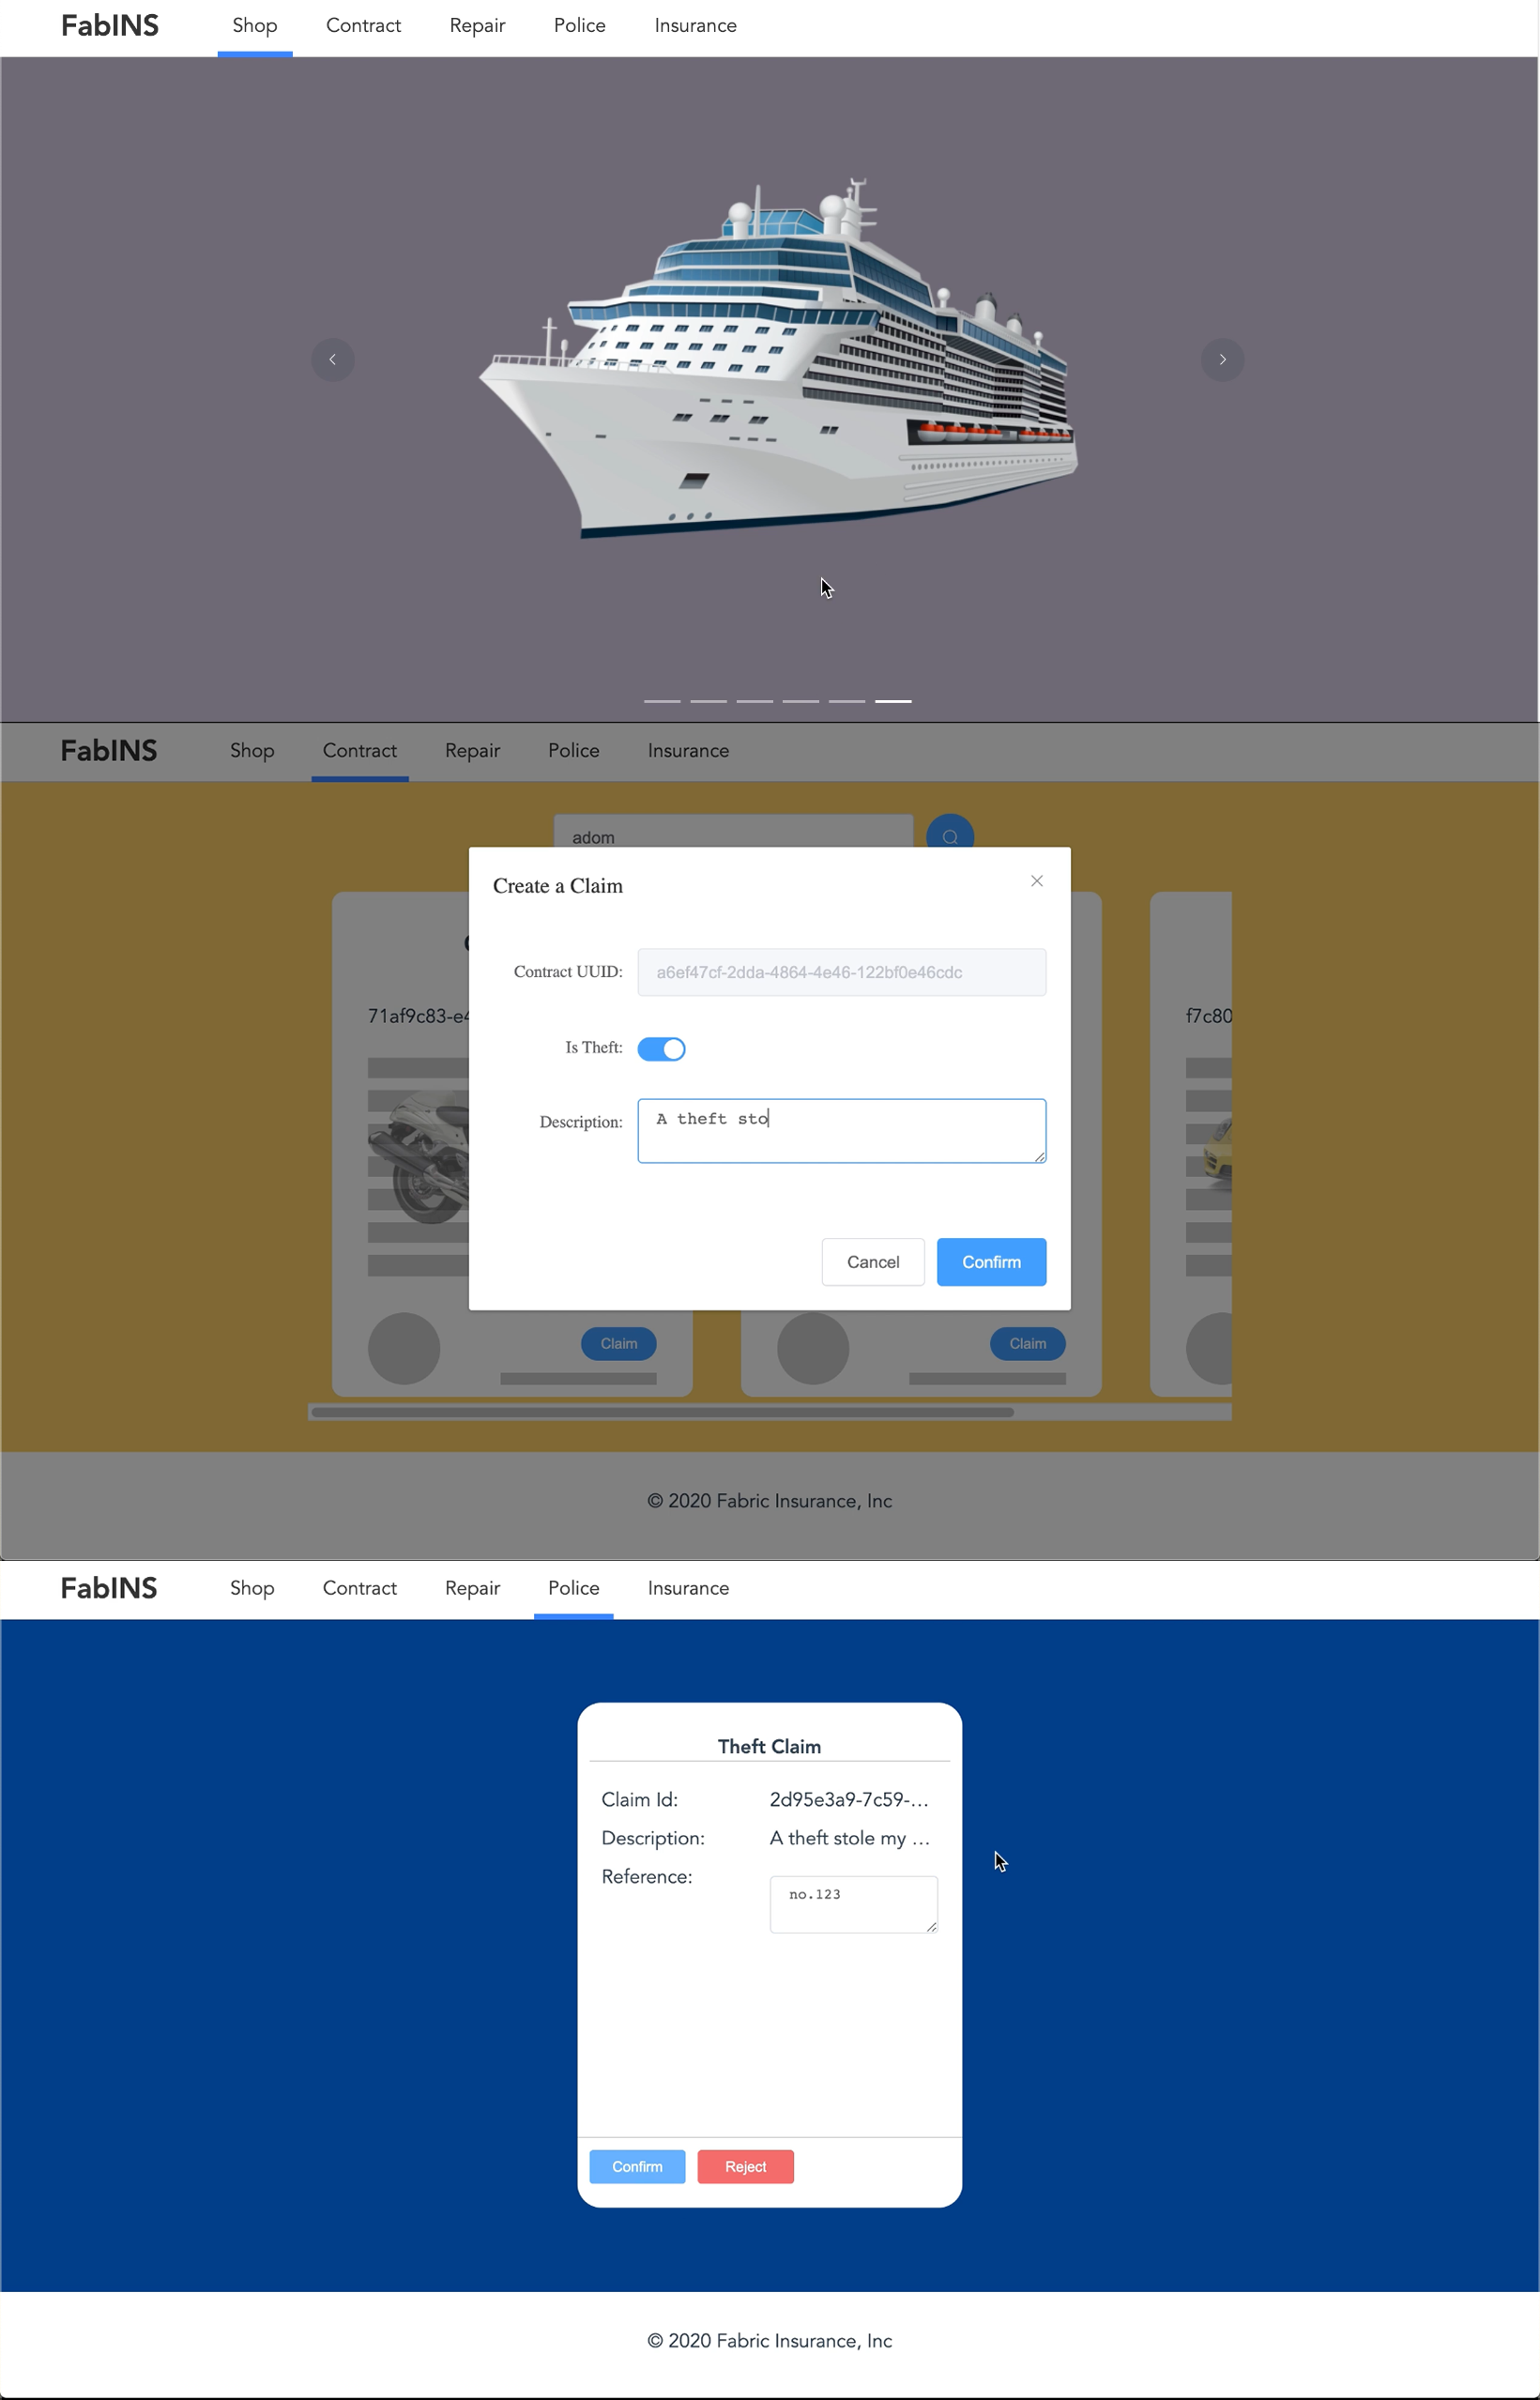 FabINS Shop Contract Repair Police Insurance
FabINS Shop Contract Repair Police Insurance
adom
Create a Claim
Contract UUID: a6ef47cf-2dda-4864-4e46-122bf0e46cdc
71af9c83-e4
f7c80
Is Theft:
Description: A theft sto
Cancel Confirm
Claim Claim
© 2020 Fabric Insurance, Inc
FabINS Shop Contract Repair Police Insurance
Theft Claim
Claim Id: 2d95e3a9-7c59-...
Description: A theft stole my ...
Reference: no.123
Confirm Reject
© 2020 Fabric Insurance, Inc